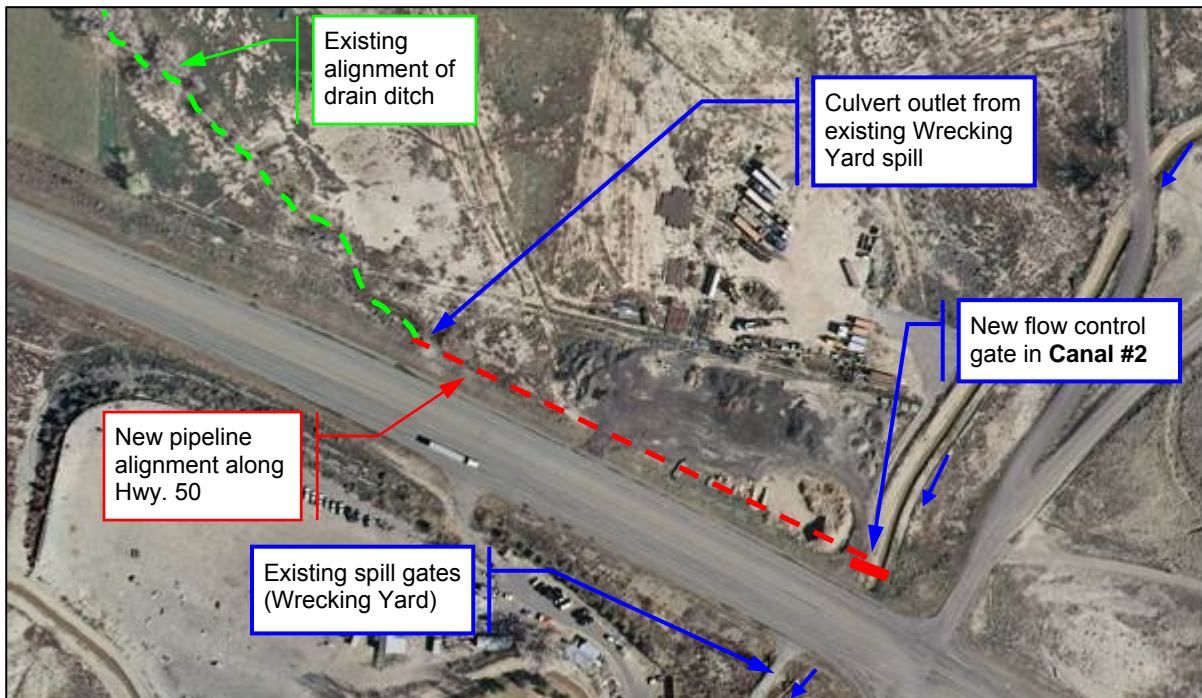 Existing
alignment of
drain ditch
Culvert outlet from
existing Wrecking
Yard spill
New flow control
gate in Canal #2
New pipeline
alignment along
Hwy. 50
Existing spill gates
(Wrecking Yard)